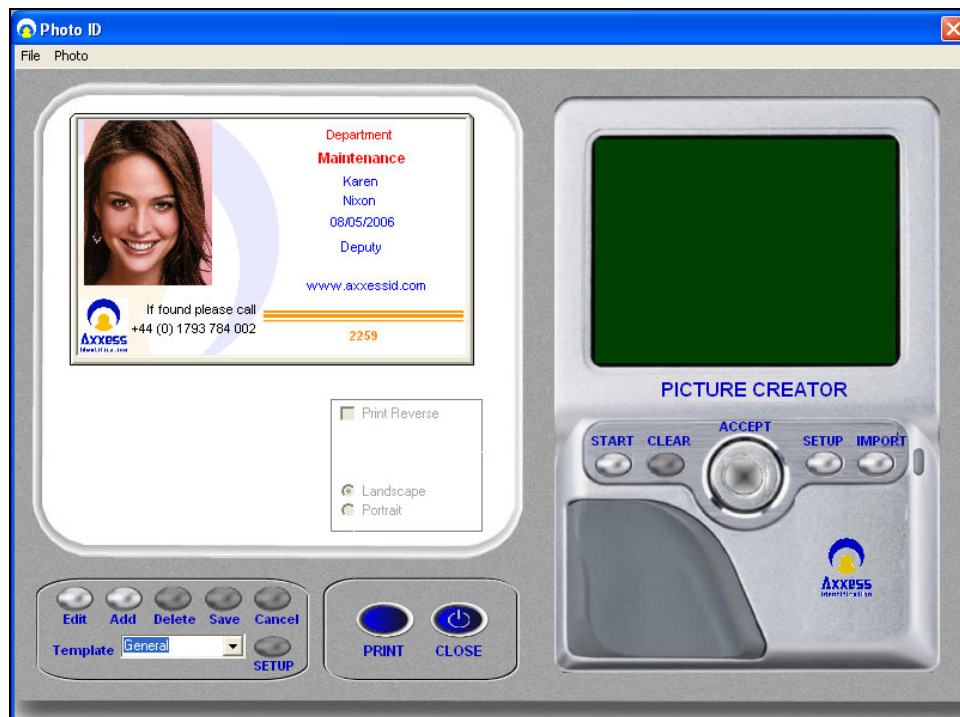 Photo ID
File Photo
Department
Maintenance
Karen
Nixon
08/05/2006
Deputy
www.axxessid.com
If found please call
+44 (0) 1793 784 002
Axxess
Identification
2259
Print Reverse
Landscape
Portrait
Edit Add Delete Save Cancel
Template General
SETUP
PRINT CLOSE
PICTURE CREATOR
ACCEPT
START CLEAR SETUP IMPORT
Axxess
Identification